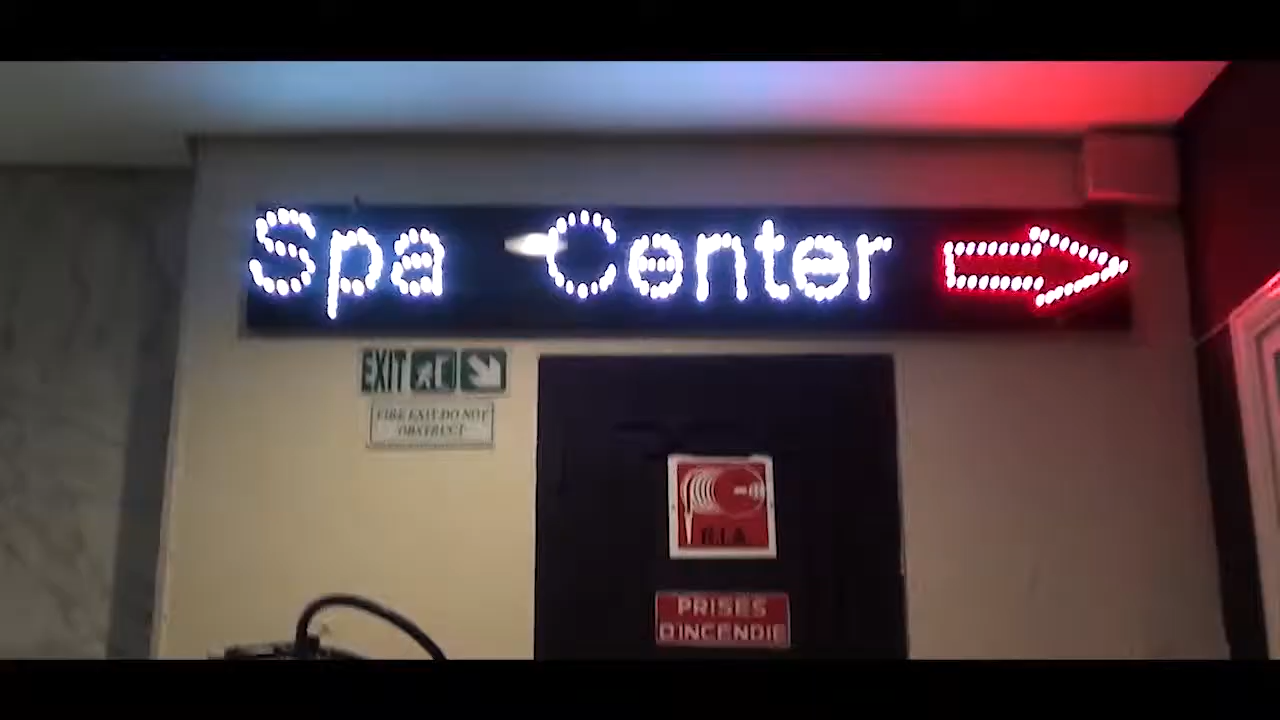 Spa Center
EXIT
FIRE EXIT DO NOT
OBSTRUCT
R.I.A.
PRISES
D'INCENDIE